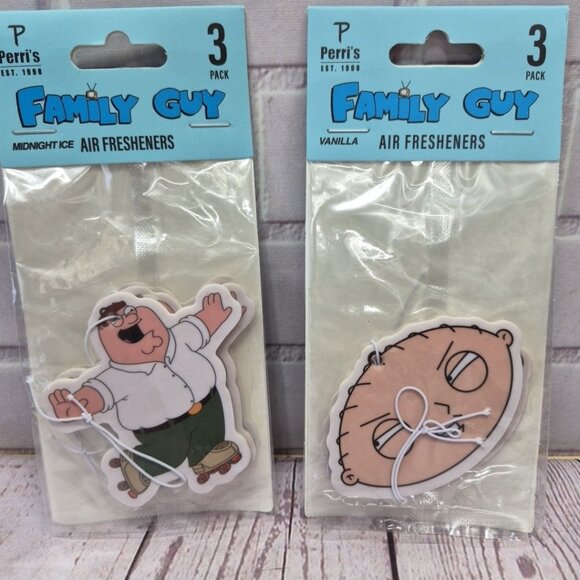 P
Perri's
EST. 1998
3
PACK
FAMILY GUY
MIDNIGHT ICE AIR FRESHENERS
P
Perri's
EST. 1998
3
PACK
FAMILY GUY
VANILLA AIR FRESHENERS